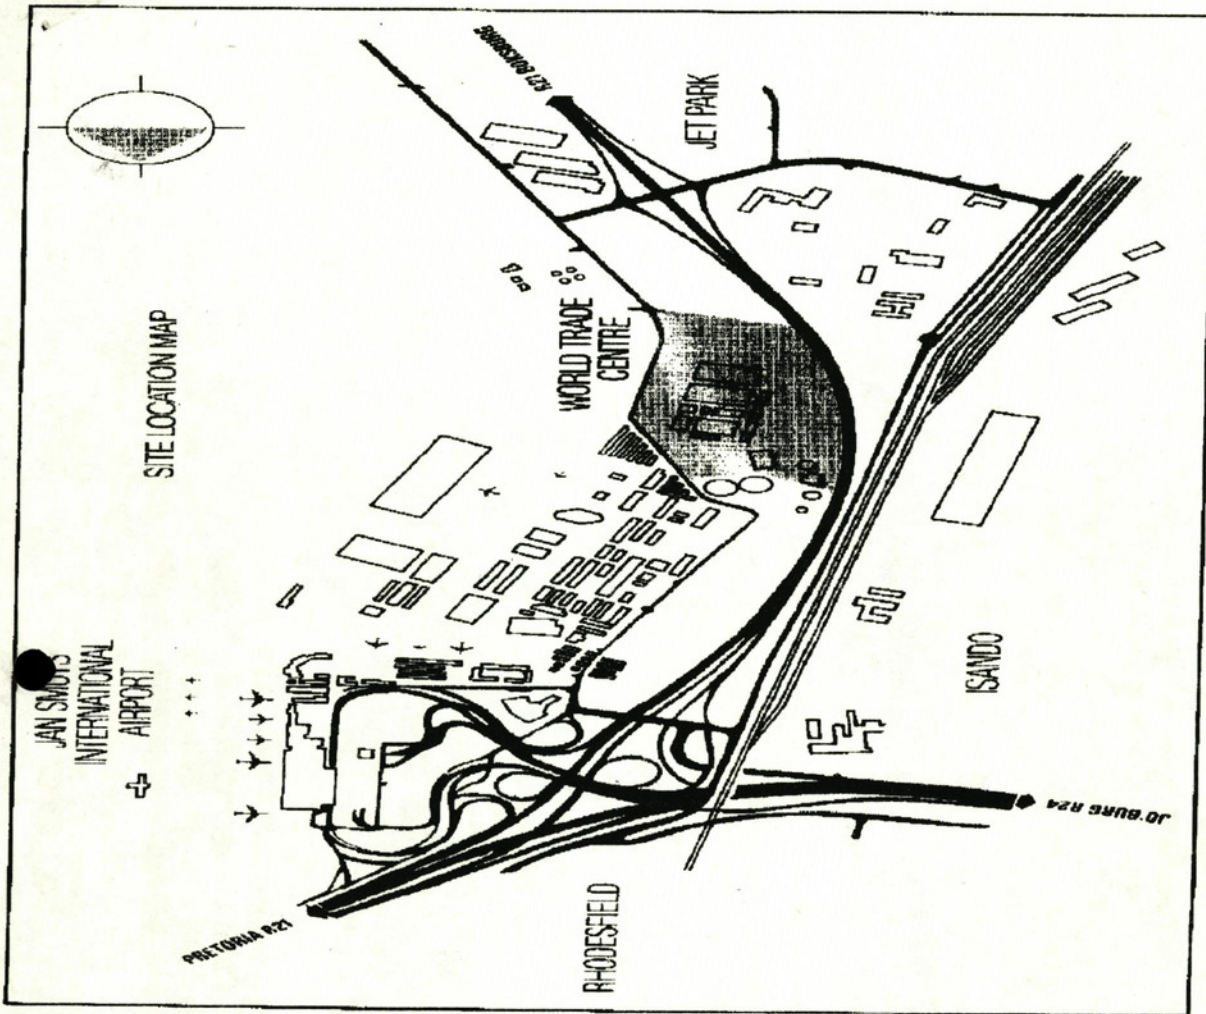 SITE LOCATION MAP
JAN SMUTS
INTERNATIONAL
AIRPORT
R21 BOKSBURG
JET PARK
WORLD TRADE
CENTRE
ISANDO
JO'BURG R24
PRETORIA R21
RHODESFIELD